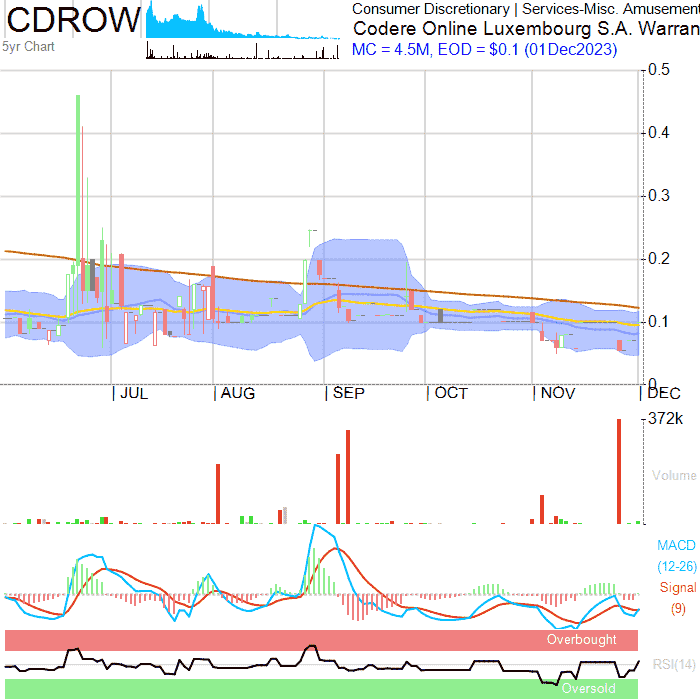 CDROW
5yr Chart
Consumer Discretionary | Services-Misc. Amusement
Codere Online Luxembourg S.A. Warran
MC = 4.5M, EOD = $0.1 (01Dec2023)
0.5
0.4
0.3
0.2
0.1
0
JUL AUG SEP OCT NOV DEC
372k
Volume
MACD
(12-26)
Signal
(9)
Overbought
RSI(14)
Oversold